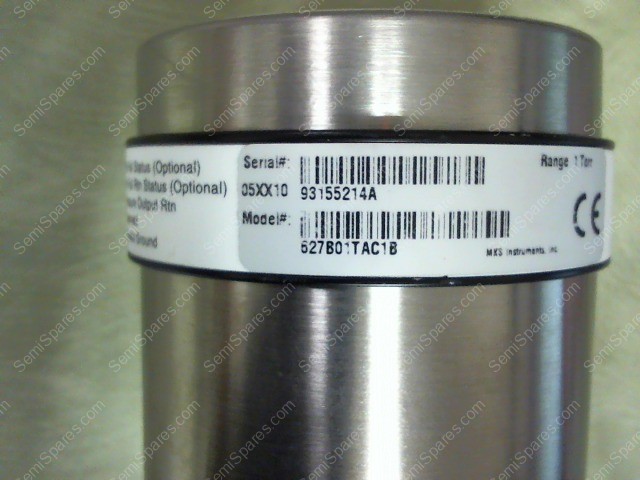 Status (Optional)
Rtn Status (Optional)
Output Rtn
Ground
Serial#:
05XX10 93155214A
Model#:
627B01TAC1B
Range 1 Torr
CE
MKS Instruments, Inc.
SemiSpares.com